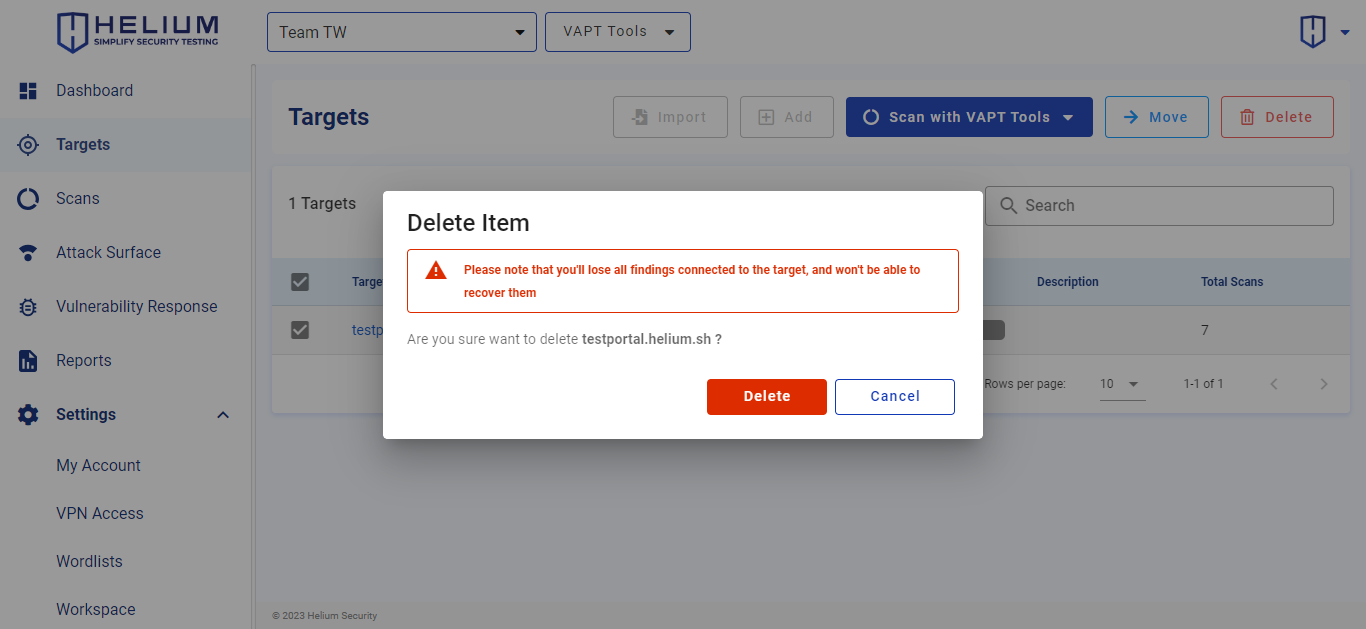 HELIUM
SIMPLIFY SECURITY TESTING
Team TW
VAPT Tools
Dashboard
Targets
Scans
Attack Surface
Vulnerability Response
Reports
Settings
My Account
VPN Access
Wordlists
Workspace
Targets
Import
Add
Scan with VAPT Tools
Move
Delete
1 Targets
Search
Targe
Description
Total Scans
testp
7
Rows per page:
10
1-1 of 1
Delete Item
Please note that you'll lose all findings connected to the target, and won't be able to
recover them
Are you sure want to delete testportal.helium.sh ?
Delete
Cancel
© 2023 Helium Security